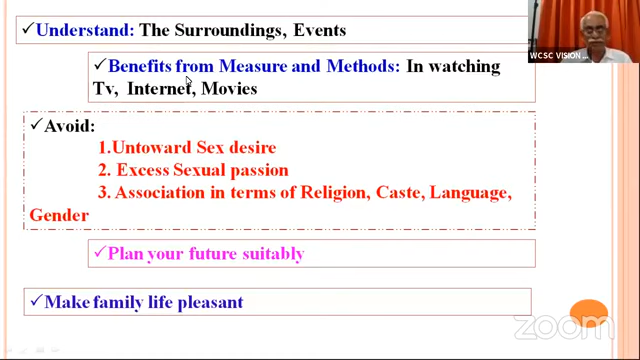 ✓Understand: The Surroundings, Events
✓Benefits from Measure and Methods: In watching
Tv, Internet, Movies
✓Avoid:
1.Untoward Sex desire
2. Excess Sexual passion
3. Association in terms of Religion, Caste, Language,
Gender
✓Plan your future suitably
✓Make family life pleasant
WCSC VISION ...
zoom